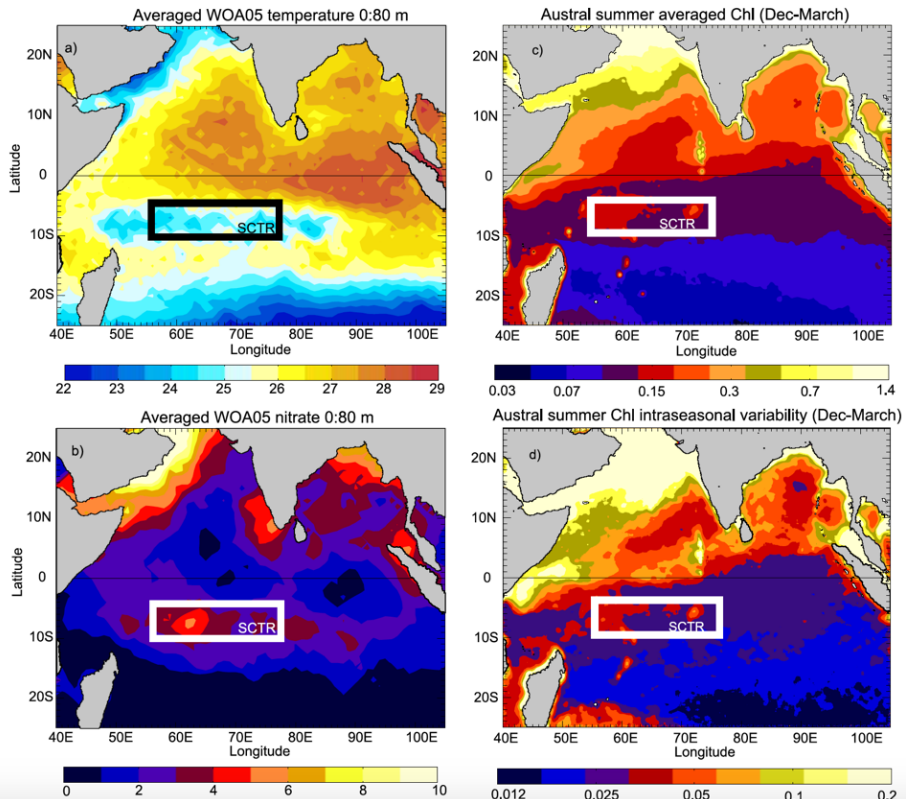 Averaged WOA05 temperature 0:80 m
a)
20N
10N
0
10S
20S
Latitude
SCTR
40E 50E 60E 70E 80E 90E 100E
Longitude
22 23 24 25 26 27 28 29
Austral summer averaged Chl (Dec-March)
c)
20N
10N
0
10S
20S
SCTR
40E 50E 60E 70E 80E 90E 100E
Longitude
0.03 0.07 0.15 0.3 0.7 1.4
Averaged WOA05 nitrate 0:80 m
b)
20N
10N
0
10S
20S
Latitude
SCTR
40E 50E 60E 70E 80E 90E 100E
Longitude
0 2 4 6 8 10
Austral summer Chl intraseasonal variability (Dec-March)
d)
20N
10N
0
10S
20S
SCTR
40E 50E 60E 70E 80E 90E 100E
Longitude
0.012 0.025 0.05 0.1 0.2